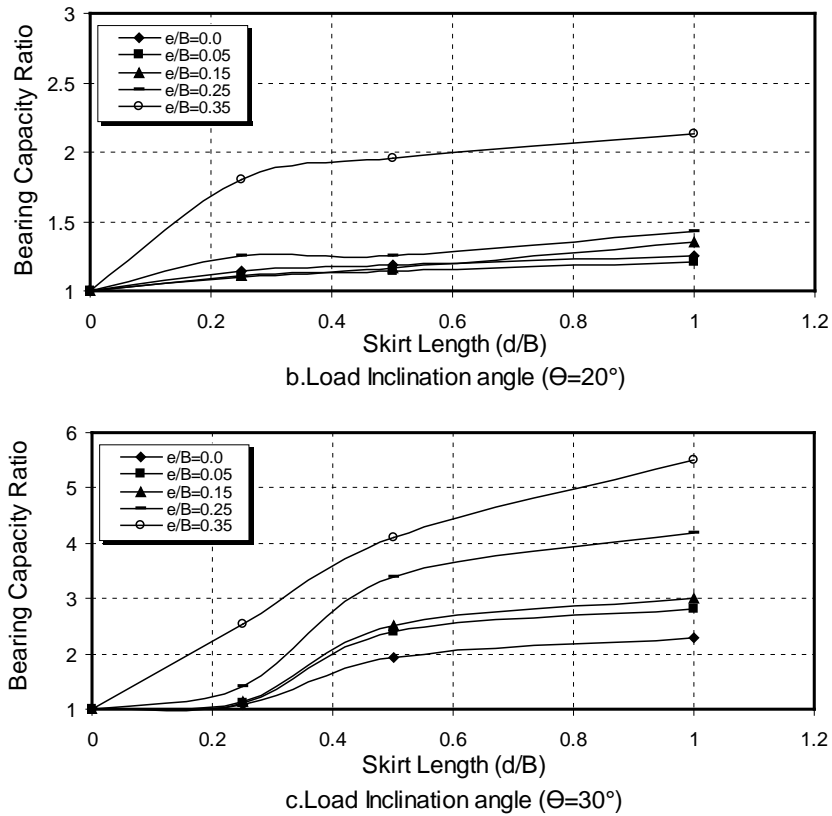 3
2.5
2
1.5
1
Bearing Capacity Ratio
e/B=0.0
e/B=0.05
e/B=0.15
e/B=0.25
e/B=0.35
0 0.2 0.4 0.6 0.8 1 1.2
Skirt Length (d/B)
b.Load Inclination angle (Ɵ=20°)
6
5
4
3
2
1
Bearing Capacity Ratio
e/B=0.0
e/B=0.05
e/B=0.15
e/B=0.25
e/B=0.35
0 0.2 0.4 0.6 0.8 1 1.2
Skirt Length (d/B)
c.Load Inclination angle (Ɵ=30°)